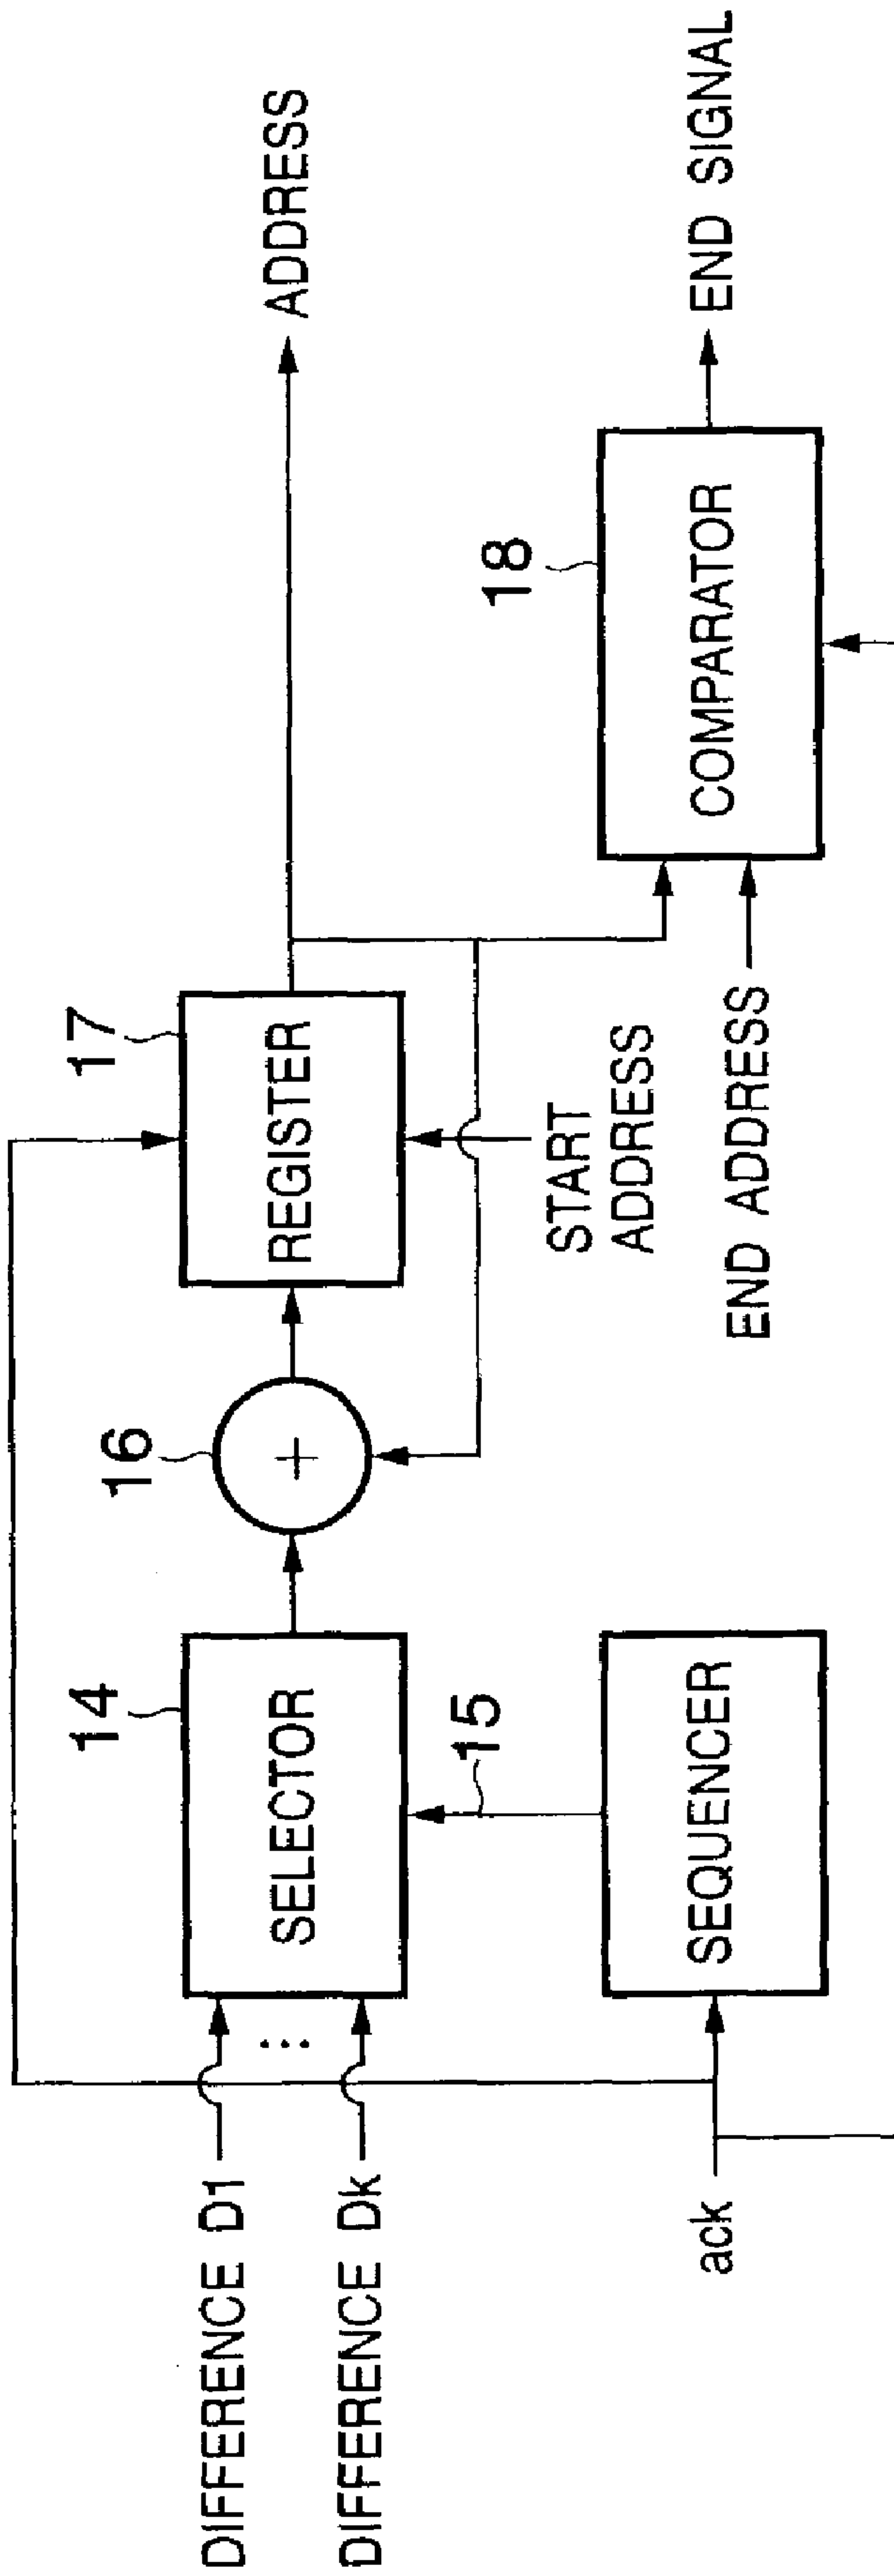 DIFFERENCE D1
DIFFERENCE Dk
...
ack
14
SELECTOR
15
SEQUENCER
16
+
17
REGISTER
START
ADDRESS
ADDRESS
18
COMPARATOR
END ADDRESS
END SIGNAL